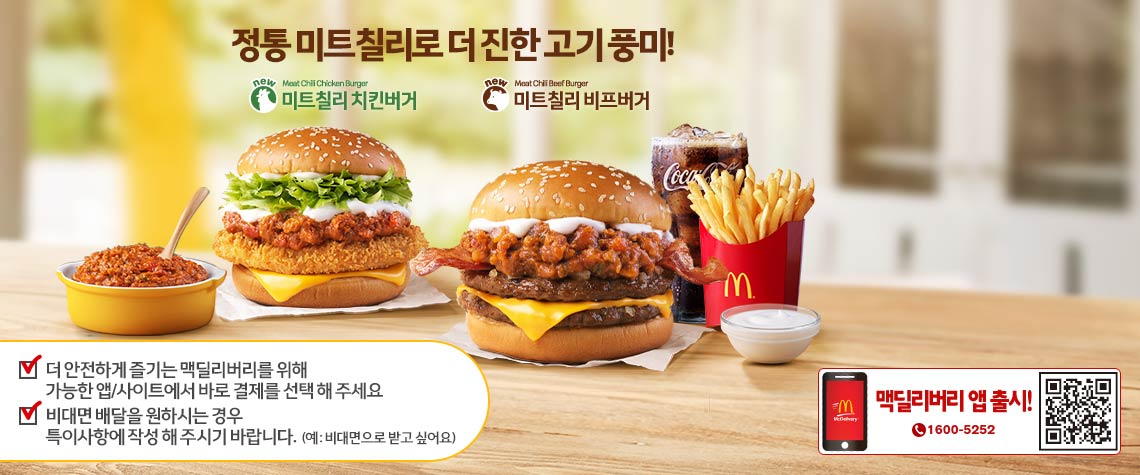 정통 미트 칠리로 더 진한 고기 풍미!
new Meat Chili Chicken Burger
미트칠리 치킨버거
new Meat Chili Beef Burger
미트칠리 비프버거
Coca-Cola
더 안전하게 즐기는 맥딜리버리를 위해
가능한 앱/사이트에서 바로 결제를 선택 해 주세요
비대면 배달을 원하시는 경우
특이사항에 작성 해 주시기 바랍니다. (예 : 비대면으로 받고 싶어요)
McDelivery
맥딜리버리 앱 출시!
1600-5252